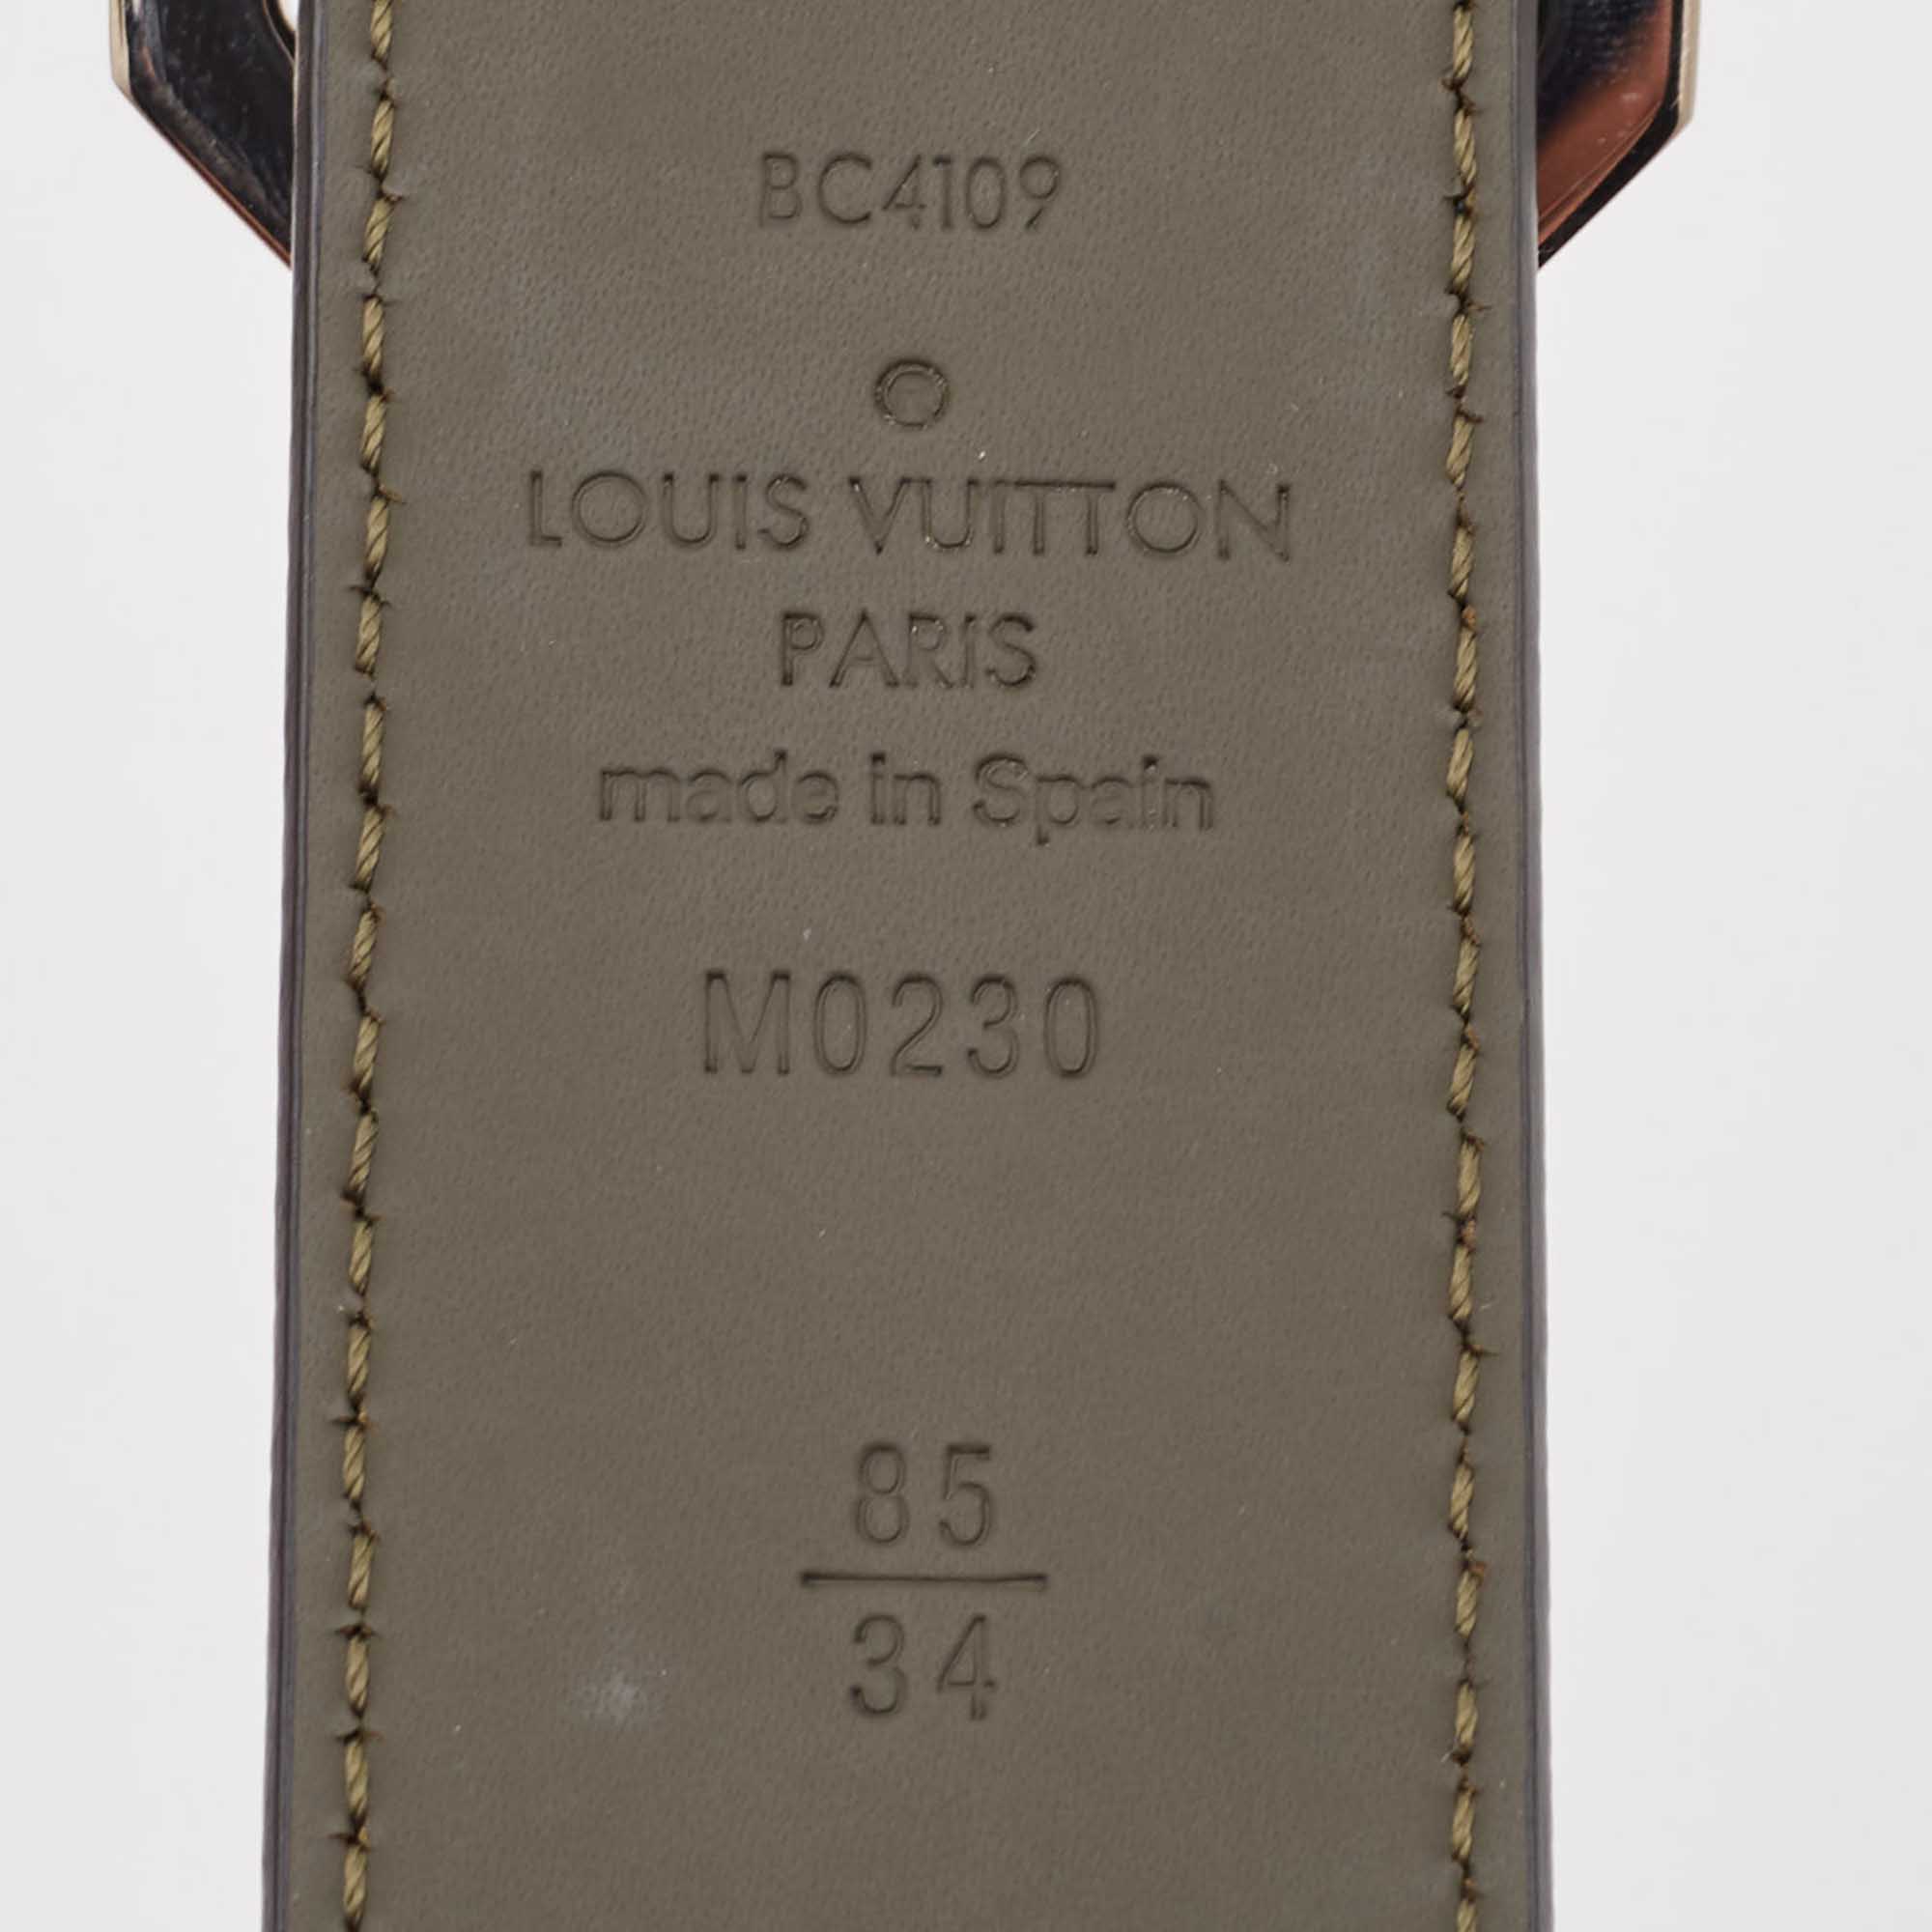 BC4109
LOUIS VUITTON
PARIS
made in Spain
M0230
85
34